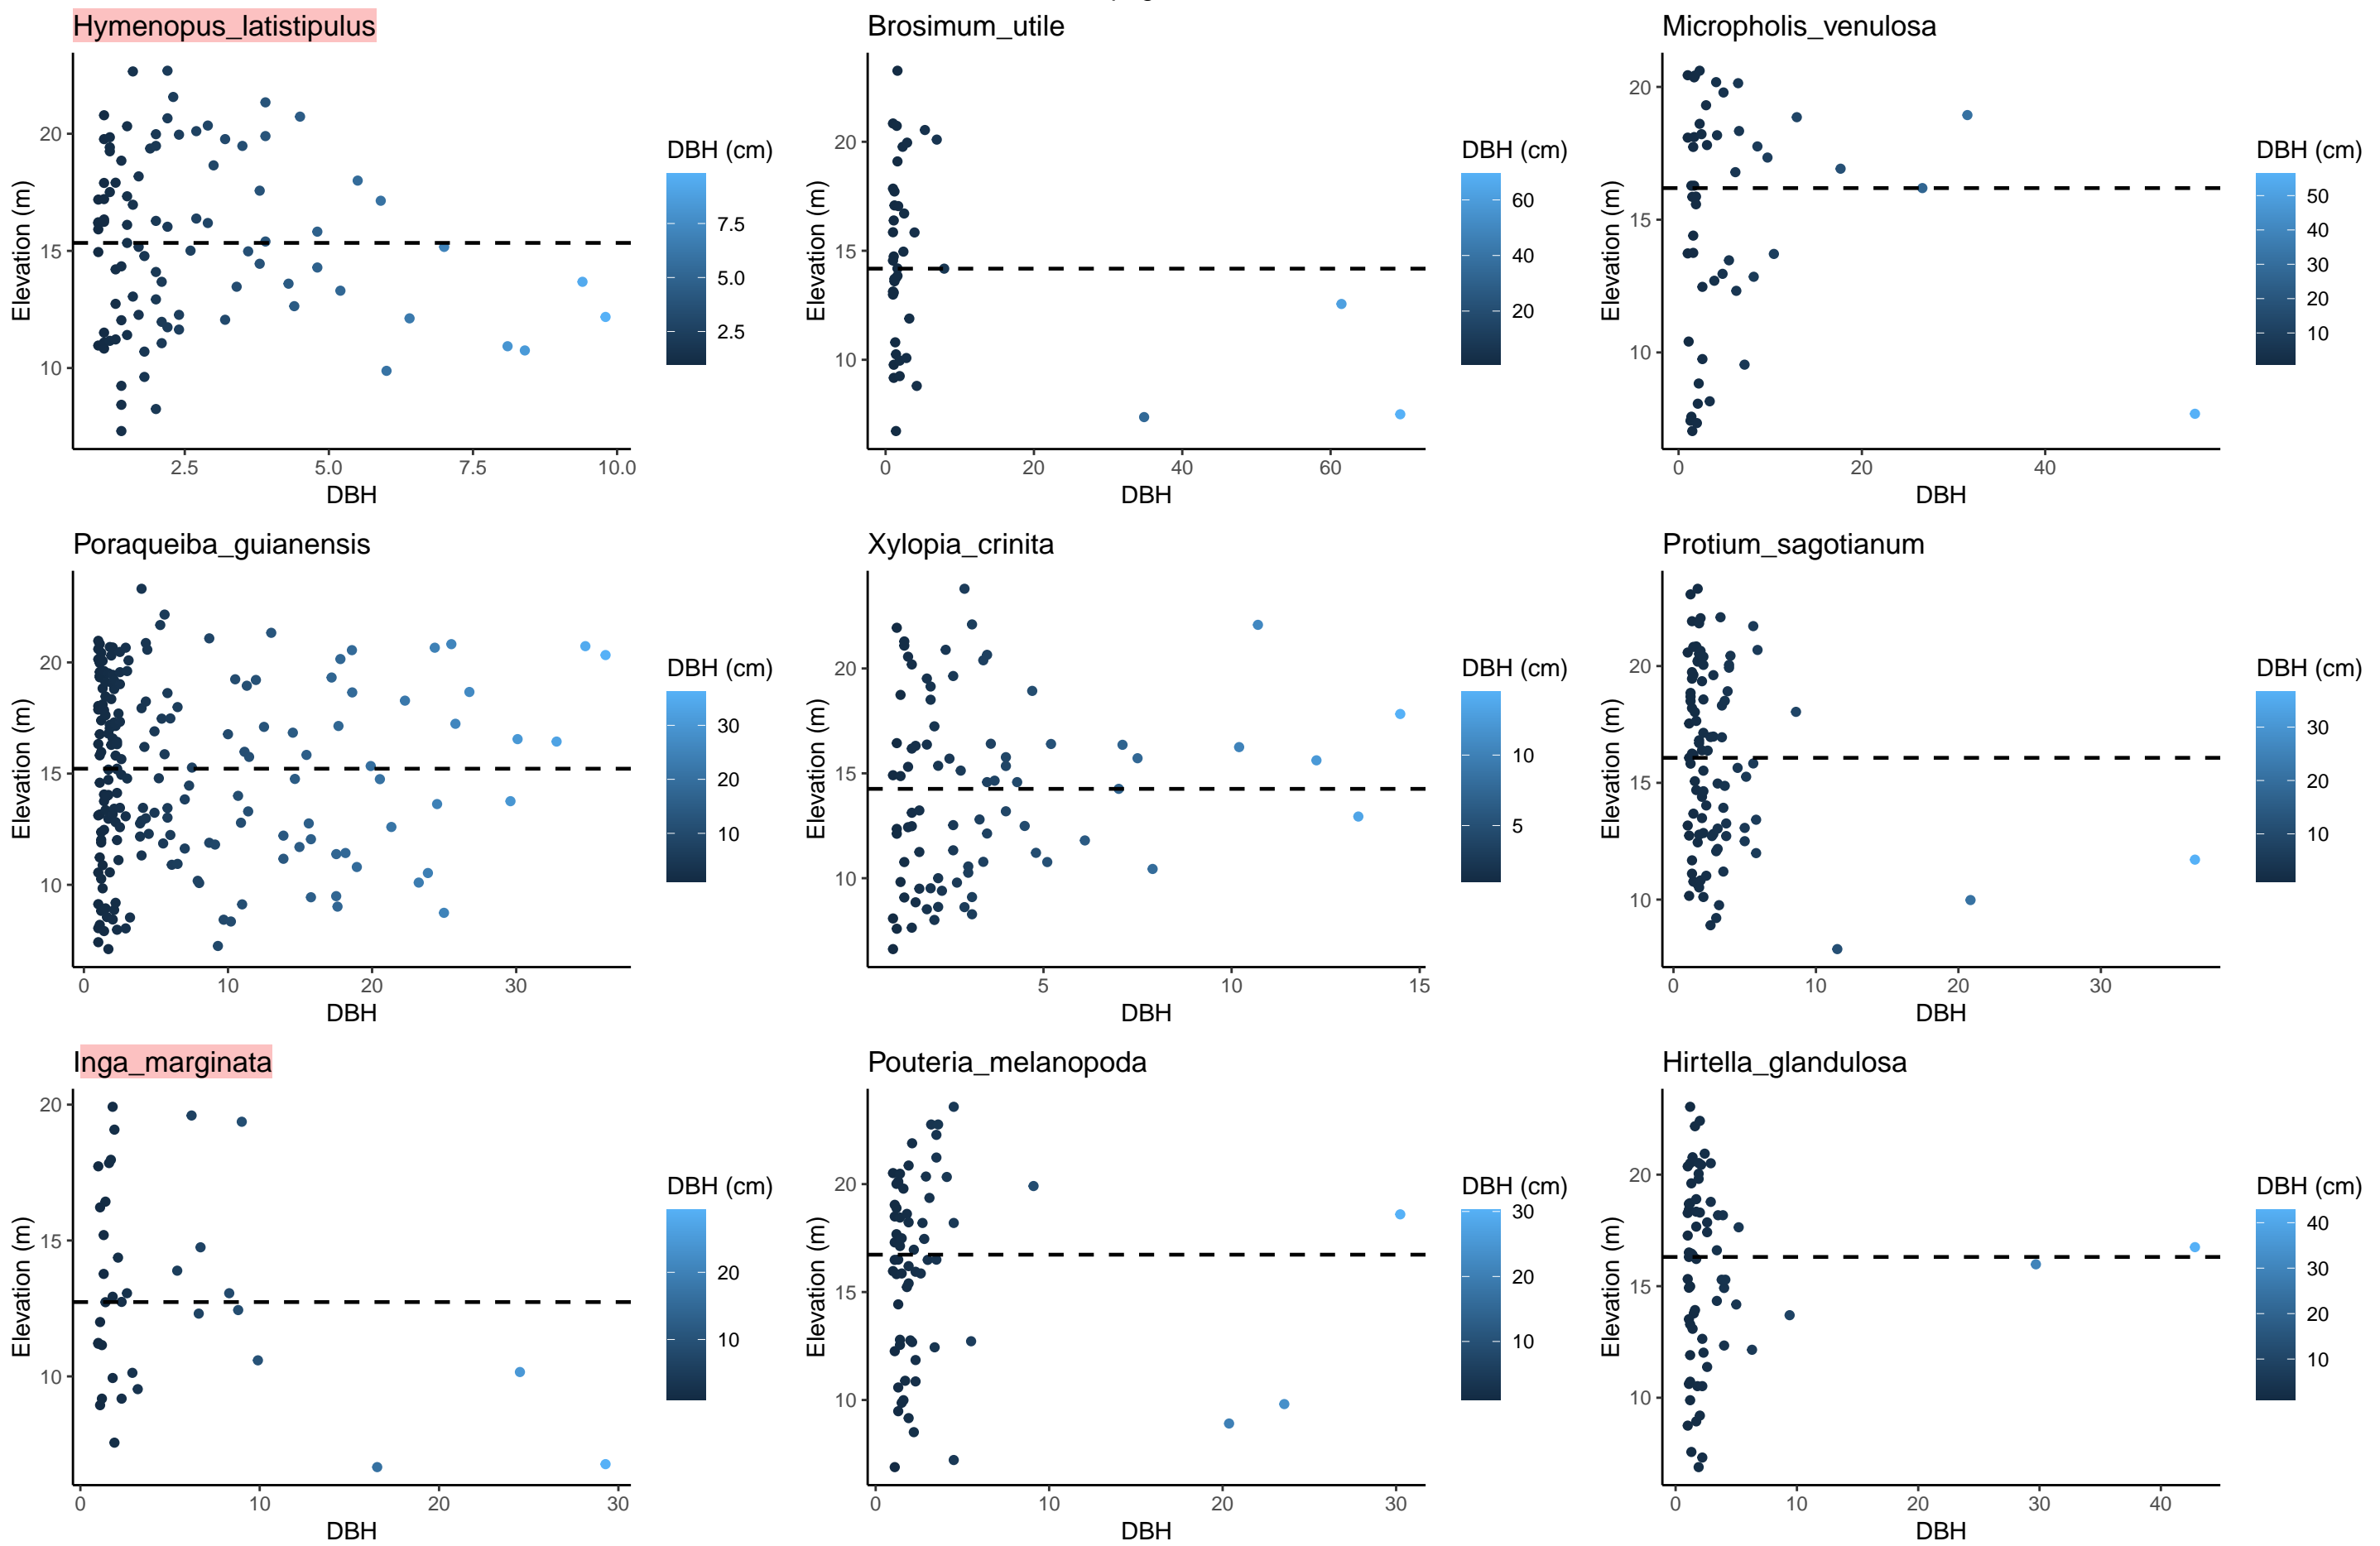 Hymenopus_latistipulus
Elevation (m)
20
15
10
2.5
5.0
7.5
10.0
DBH
DBH (cm)
7.5
5.0
2.5
Brosimum_utile
Elevation (m)
20
15
10
0
20
40
60
DBH
DBH (cm)
60
40
20
Micropholis_venulosa
Elevation (m)
20
15
10
0
20
40
DBH
DBH (cm)
50
40
30
20
10
Poraqueiba_guianensis
Elevation (m)
20
15
10
0
10
20
30
DBH
DBH (cm)
30
20
10
Xylopia_crinita
Elevation (m)
20
15
10
5
10
15
DBH
DBH (cm)
10
5
Protium_sagotianum
Elevation (m)
20
15
10
0
10
20
30
DBH
DBH (cm)
30
20
10
Inga_marginata
Elevation (m)
20
15
10
0
10
20
30
DBH
DBH (cm)
20
10
Pouteria_melanopoda
Elevation (m)
20
15
10
0
10
20
30
DBH
DBH (cm)
30
20
10
Hirtella_glandulosa
Elevation (m)
20
15
10
0
10
20
30
40
DBH
DBH (cm)
40
30
20
10